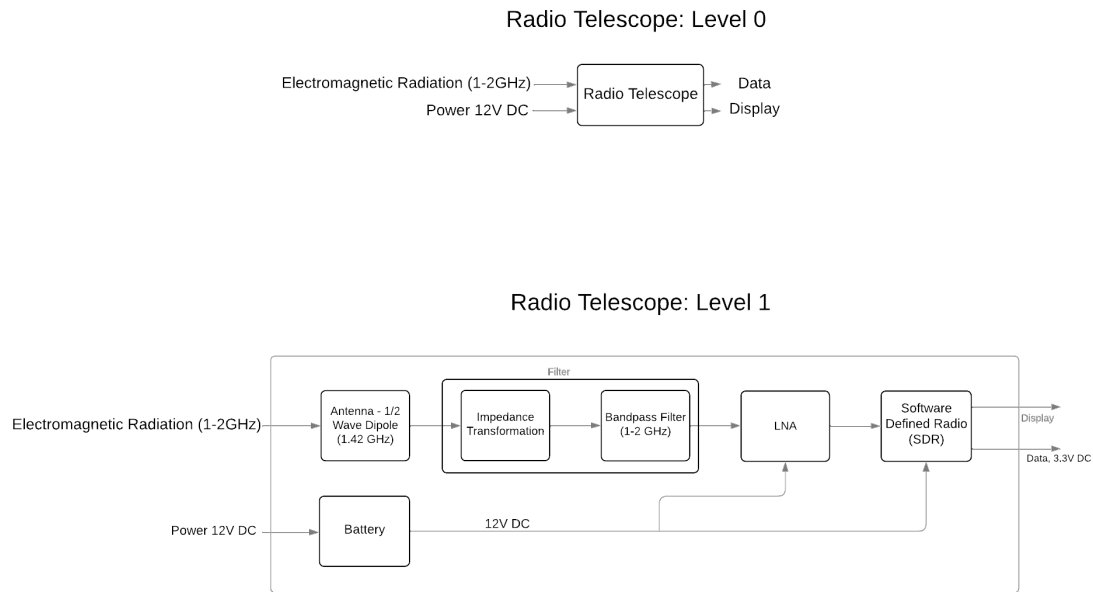 Radio Telescope: Level 0
Electromagnetic Radiation (1-2GHz)
Power 12V DC
Radio Telescope
Data
Display
Radio Telescope: Level 1
Filter
Electromagnetic Radiation (1-2GHz)
Antenna - 1/2
Wave Dipole
(1.42 GHz)
Impedance
Transformation
Bandpass Filter
(1-2 GHz)
LNA
Software
Defined Radio
(SDR)
Display
Data, 3.3V DC
Power 12V DC
Battery
12V DC